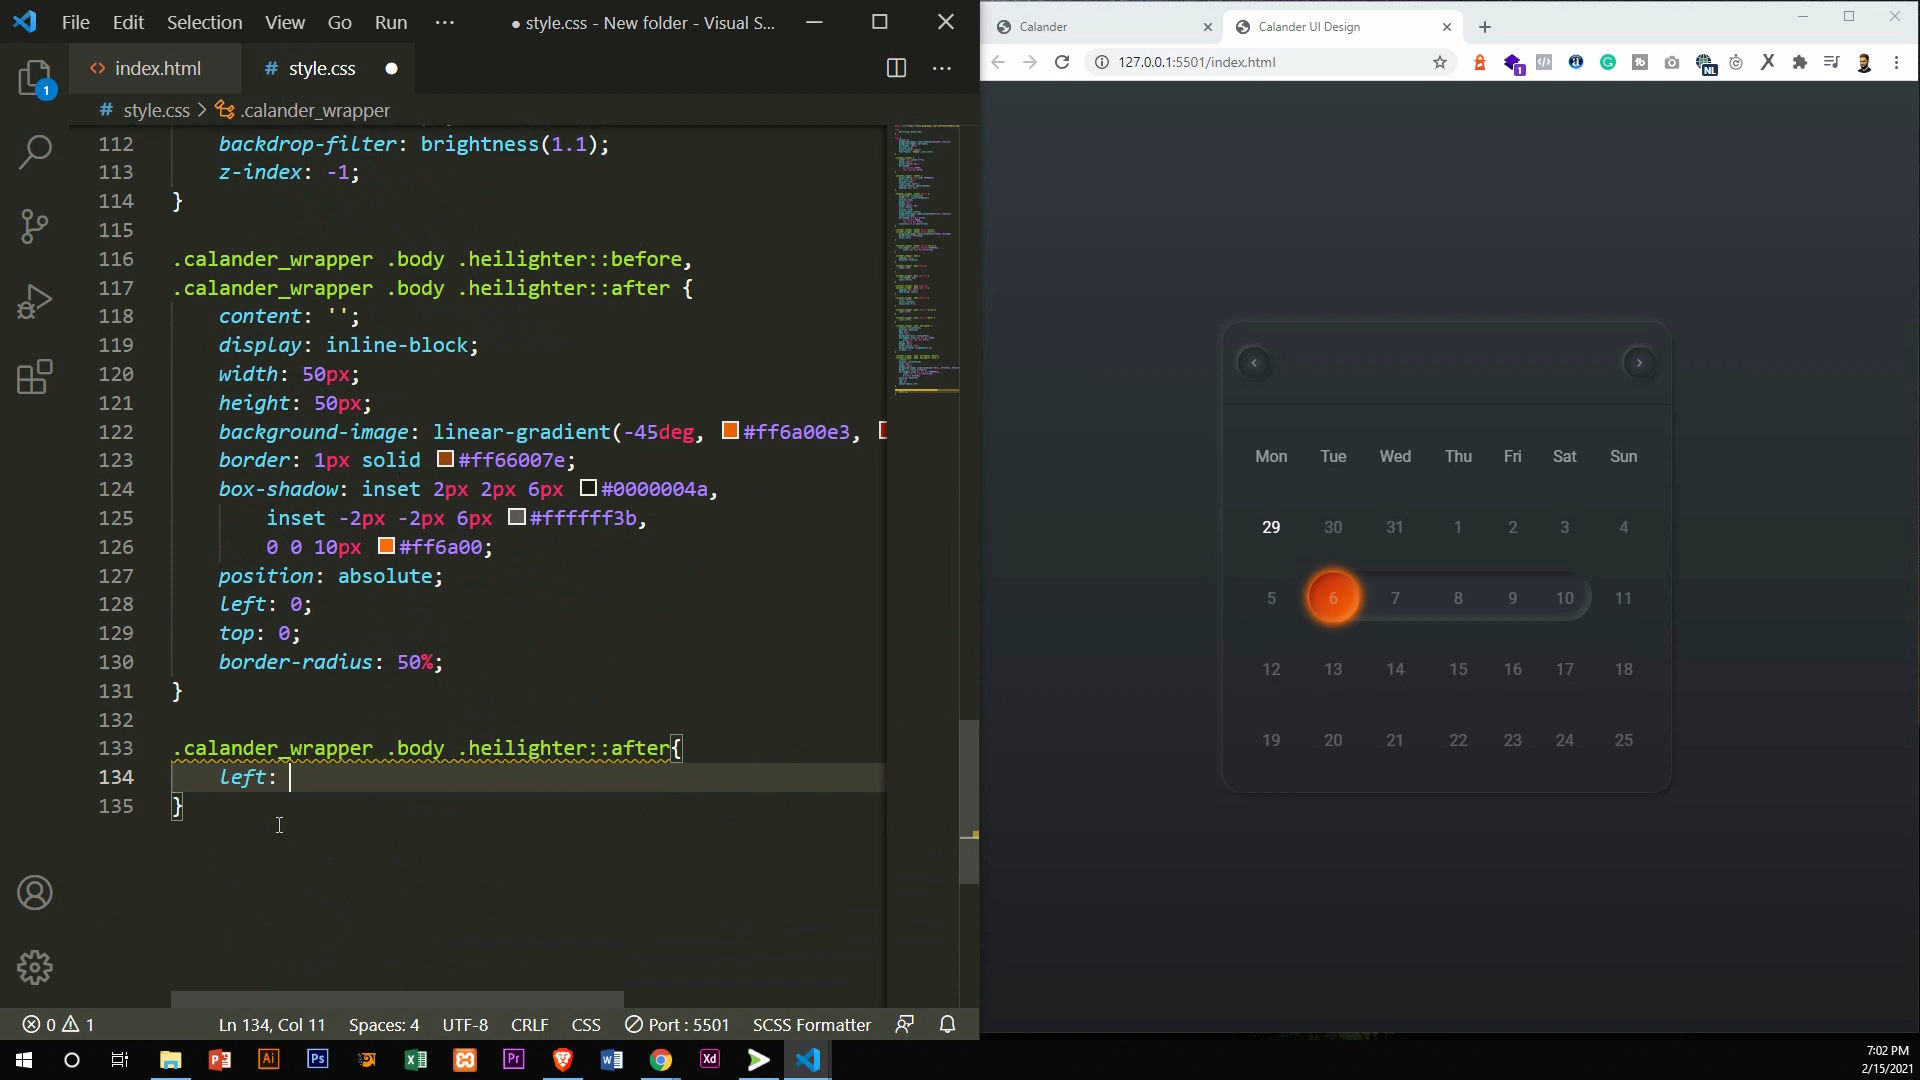 File Edit Selection View Go Run ··· ● style.css - New folder - Visual S...
index.html
# style.css
# style.css > .calander_wrapper
112 backdrop-filter: brightness(1.1);
113 z-index: -1;
114 }
115
116 .calander_wrapper .body .heilighter::before,
117 .calander_wrapper .body .heilighter::after {
118 content: '';
119 display: inline-block;
120 width: 50px;
121 height: 50px;
122 background-image: linear-gradient(-45deg, #ff6a00e3,
123 border: 1px solid #ff66007e;
124 box-shadow: inset 2px 2px 6px #0000004a,
125 inset -2px -2px 6px #ffffff3b,
126 0 0 10px #ff6a00;
127 position: absolute;
128 left: 0;
129 top: 0;
130 border-radius: 50%;
131 }
132
133 .calander_wrapper .body .heilighter::after{
134 left:
135 }
1
0 1 Ln 134, Col 11 Spaces: 4 UTF-8 CRLF CSS Port : 5501 SCSS Formatter
Calander
Calander UI Design
127.0.0.1:5501/index.html
1
NL
Mon Tue Wed Thu Fri Sat Sun
29 30 31 1 2 3 4
5 6 7 8 9 10 11
12 13 14 15 16 17 18
19 20 21 22 23 24 25
Ai Ps Pr Xd
7:02 PM
2/15/2021